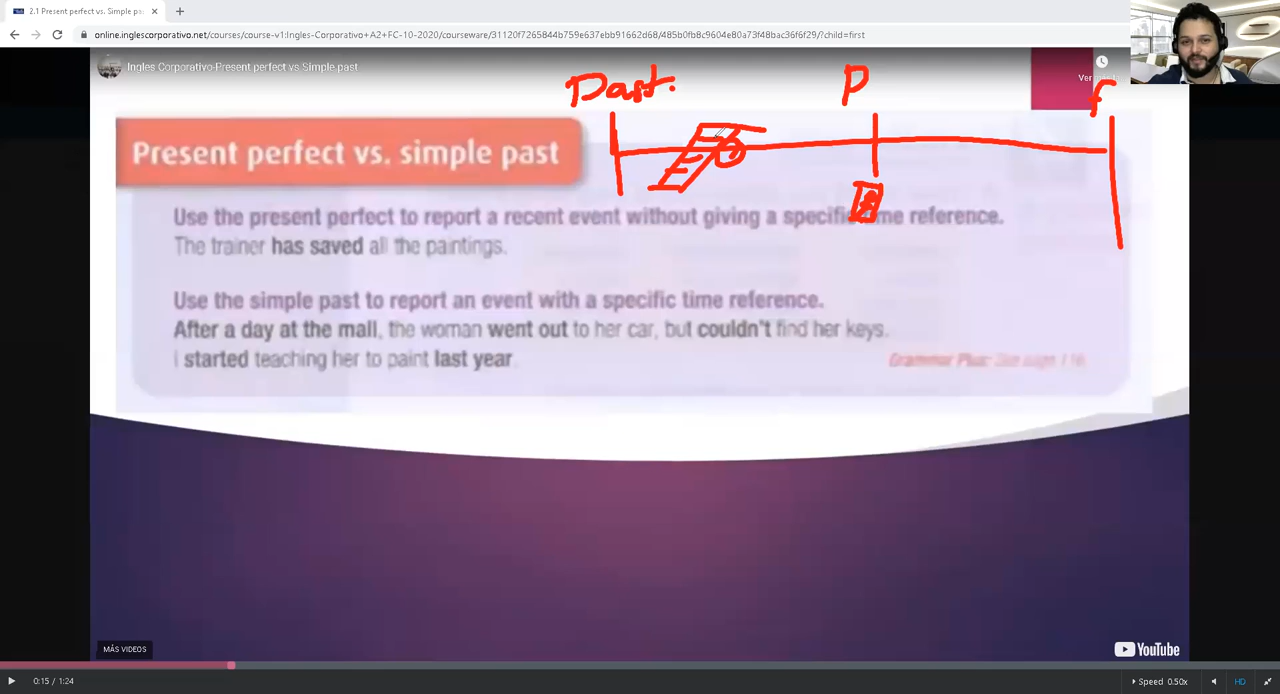 2.1 Present perfect vs. Simple pa
online.inglescorporativo.net/courses/course-v1:Ingles-Corporativo+A2+FC-10-2020/courseware/31120f7265844b759e637ebb91662d68/485b0fb8c9604e80a73f48bac36f6f29/?child=first
Ingles Corporativo-Present perfect vs Simple past
Past.
P
f
Present perfect vs. simple past
Use the present perfect to report a recent event without giving a specific time reference.
The trainer has saved all the paintings.
Use the simple past to report an event with a specific time reference.
After a day at the mall, the woman went out to her car, but couldn't find her keys.
I started teaching her to paint last year
Grammar Plus: See page
MÁS VIDEOS
YouTube
0:15 / 1:24
Speed 0.50x
HD